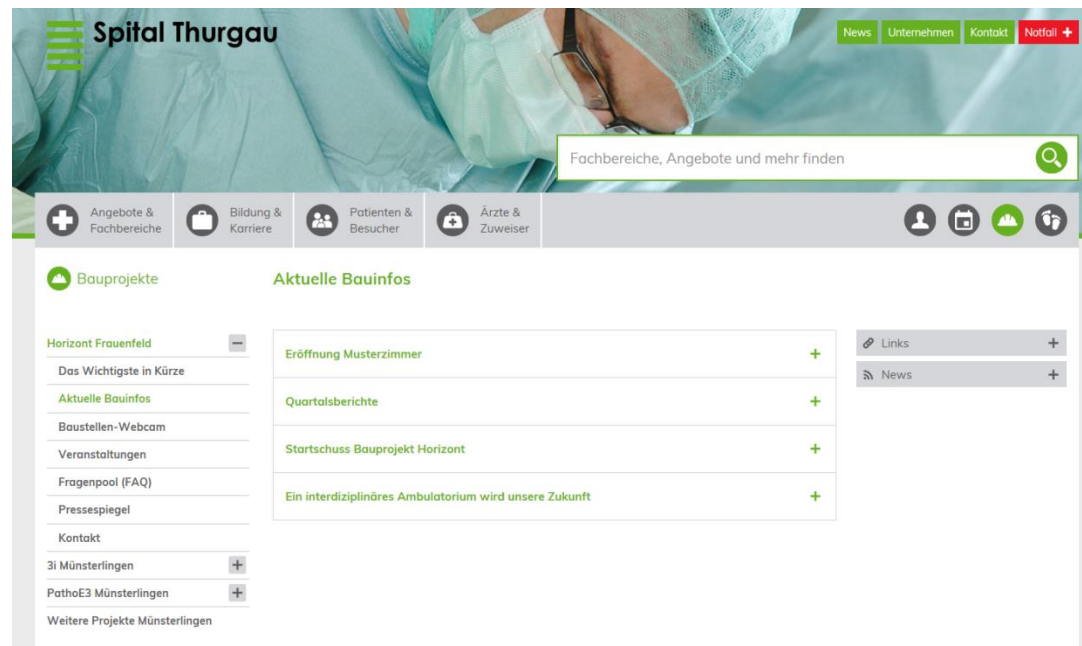 Spital Thurgau
News
Unternehmen
Kontakt
Notfall +
Fachbereiche, Angebote und mehr finden
Angebote &
Fachbereiche
Bildung &
Karriere
Patienten &
Besucher
Ärzte &
Zuweiser
Bauprojekte
Horizont Frauenfeld
Das Wichtigste in Kürze
Aktuelle Bauinfos
Baustellen-Webcam
Veranstaltungen
Fragenpool (FAQ)
Pressespiegel
Kontakt
3i Münsterlingen
PathoE3 Münsterlingen
Weitere Projekte Münsterlingen
Aktuelle Bauinfos
Eröffnung Musterzimmer
Quartalsberichte
Startschuss Bauprojekt Horizont
Ein interdiziplinäres Ambulatorium wird unsere Zukunft
Links
News